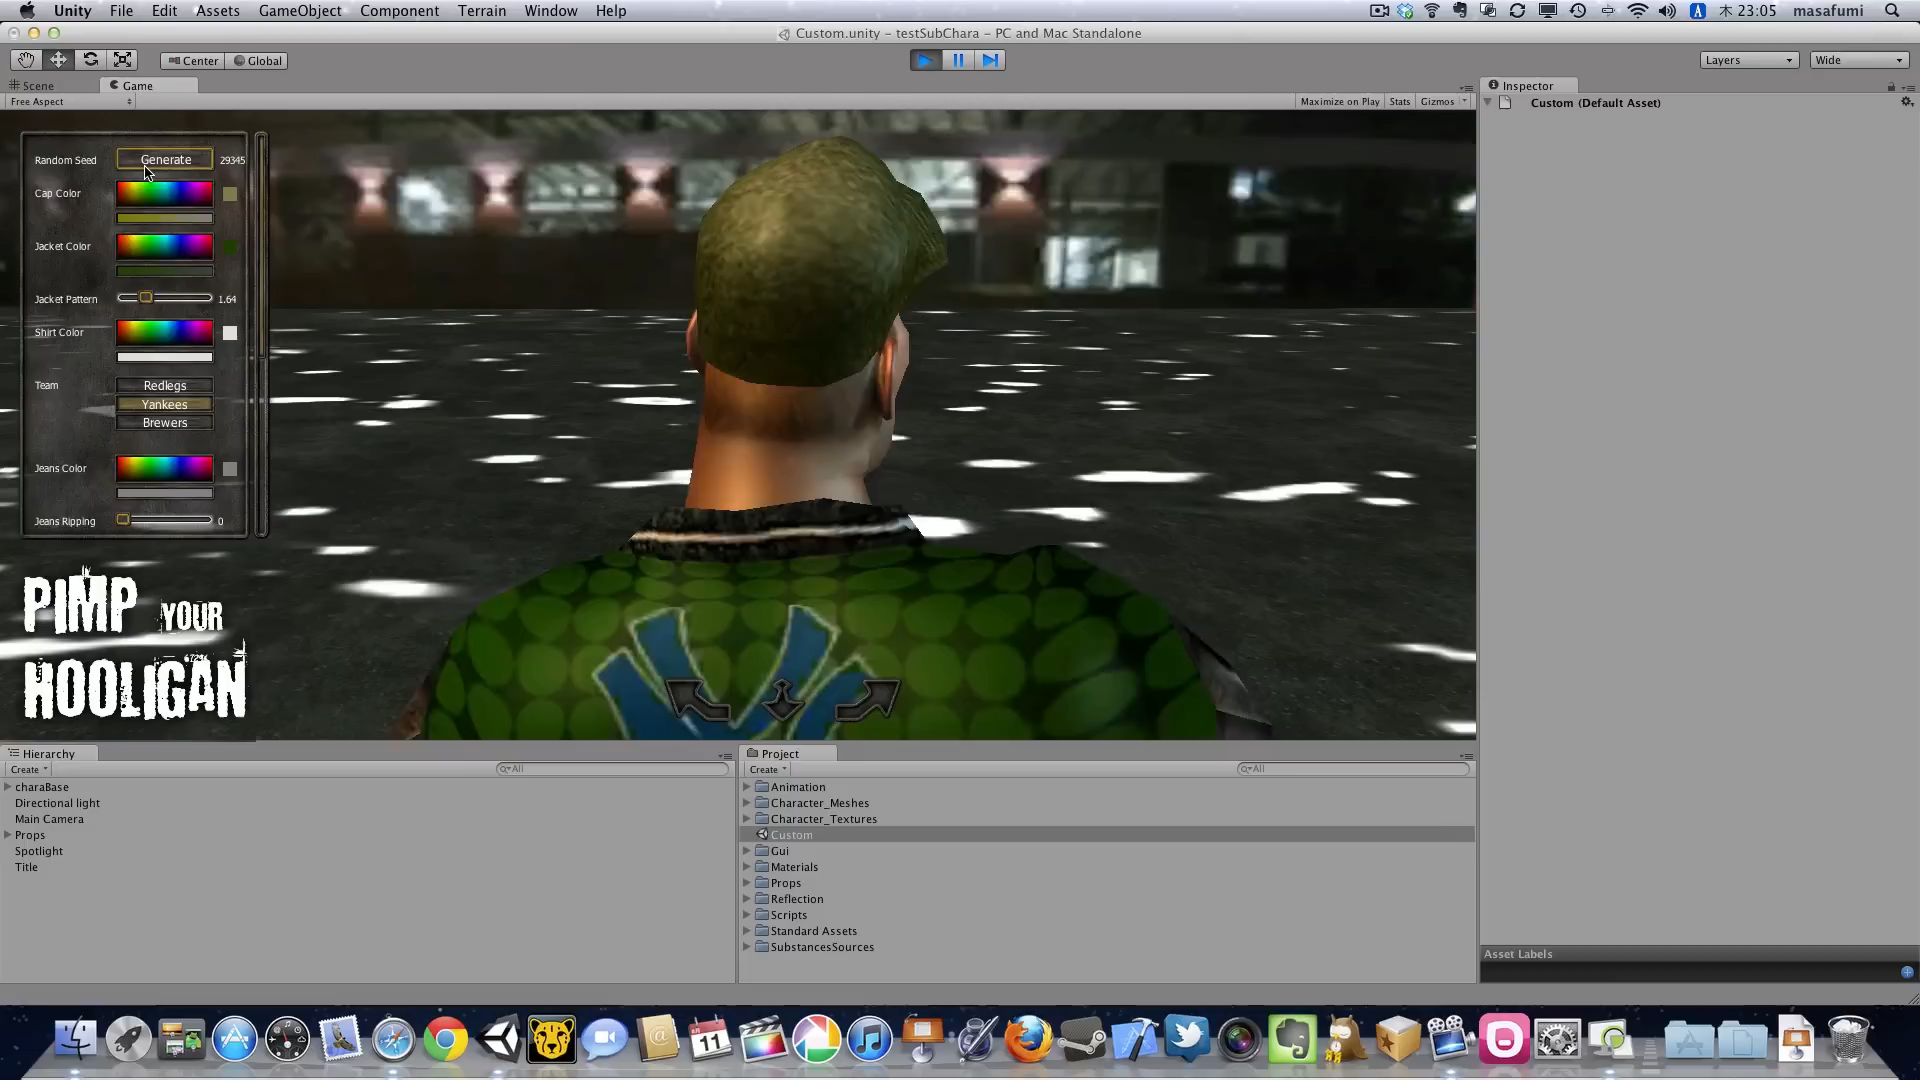 Unity File Edit Assets GameObject Component Terrain Window Help
木 23:05 masafumi
Custom.unity – testSubChara – PC and Mac Standalone
Center Global
Layers Wide
Scene Game
Inspector
Free Aspect
Maximize on Play Stats Gizmos
Custom (Default Asset)
Random Seed Generate 29345
Cap Color
Jacket Color
Jacket Pattern 1.64
Shirt Color
Team Redlegs
Yankees
Brewers
Jeans Color
Jeans Ripping 0
PIMP YOUR
HOOLIGAN
Hierarchy
Create All
charaBase
Directional light
Main Camera
Props
Spotlight
Title
Project
Create All
Animation
Character_Meshes
Character_Textures
Custom
Gui
Materials
Props
Reflection
Scripts
Standard Assets
SubstancesSources
Asset Labels
11